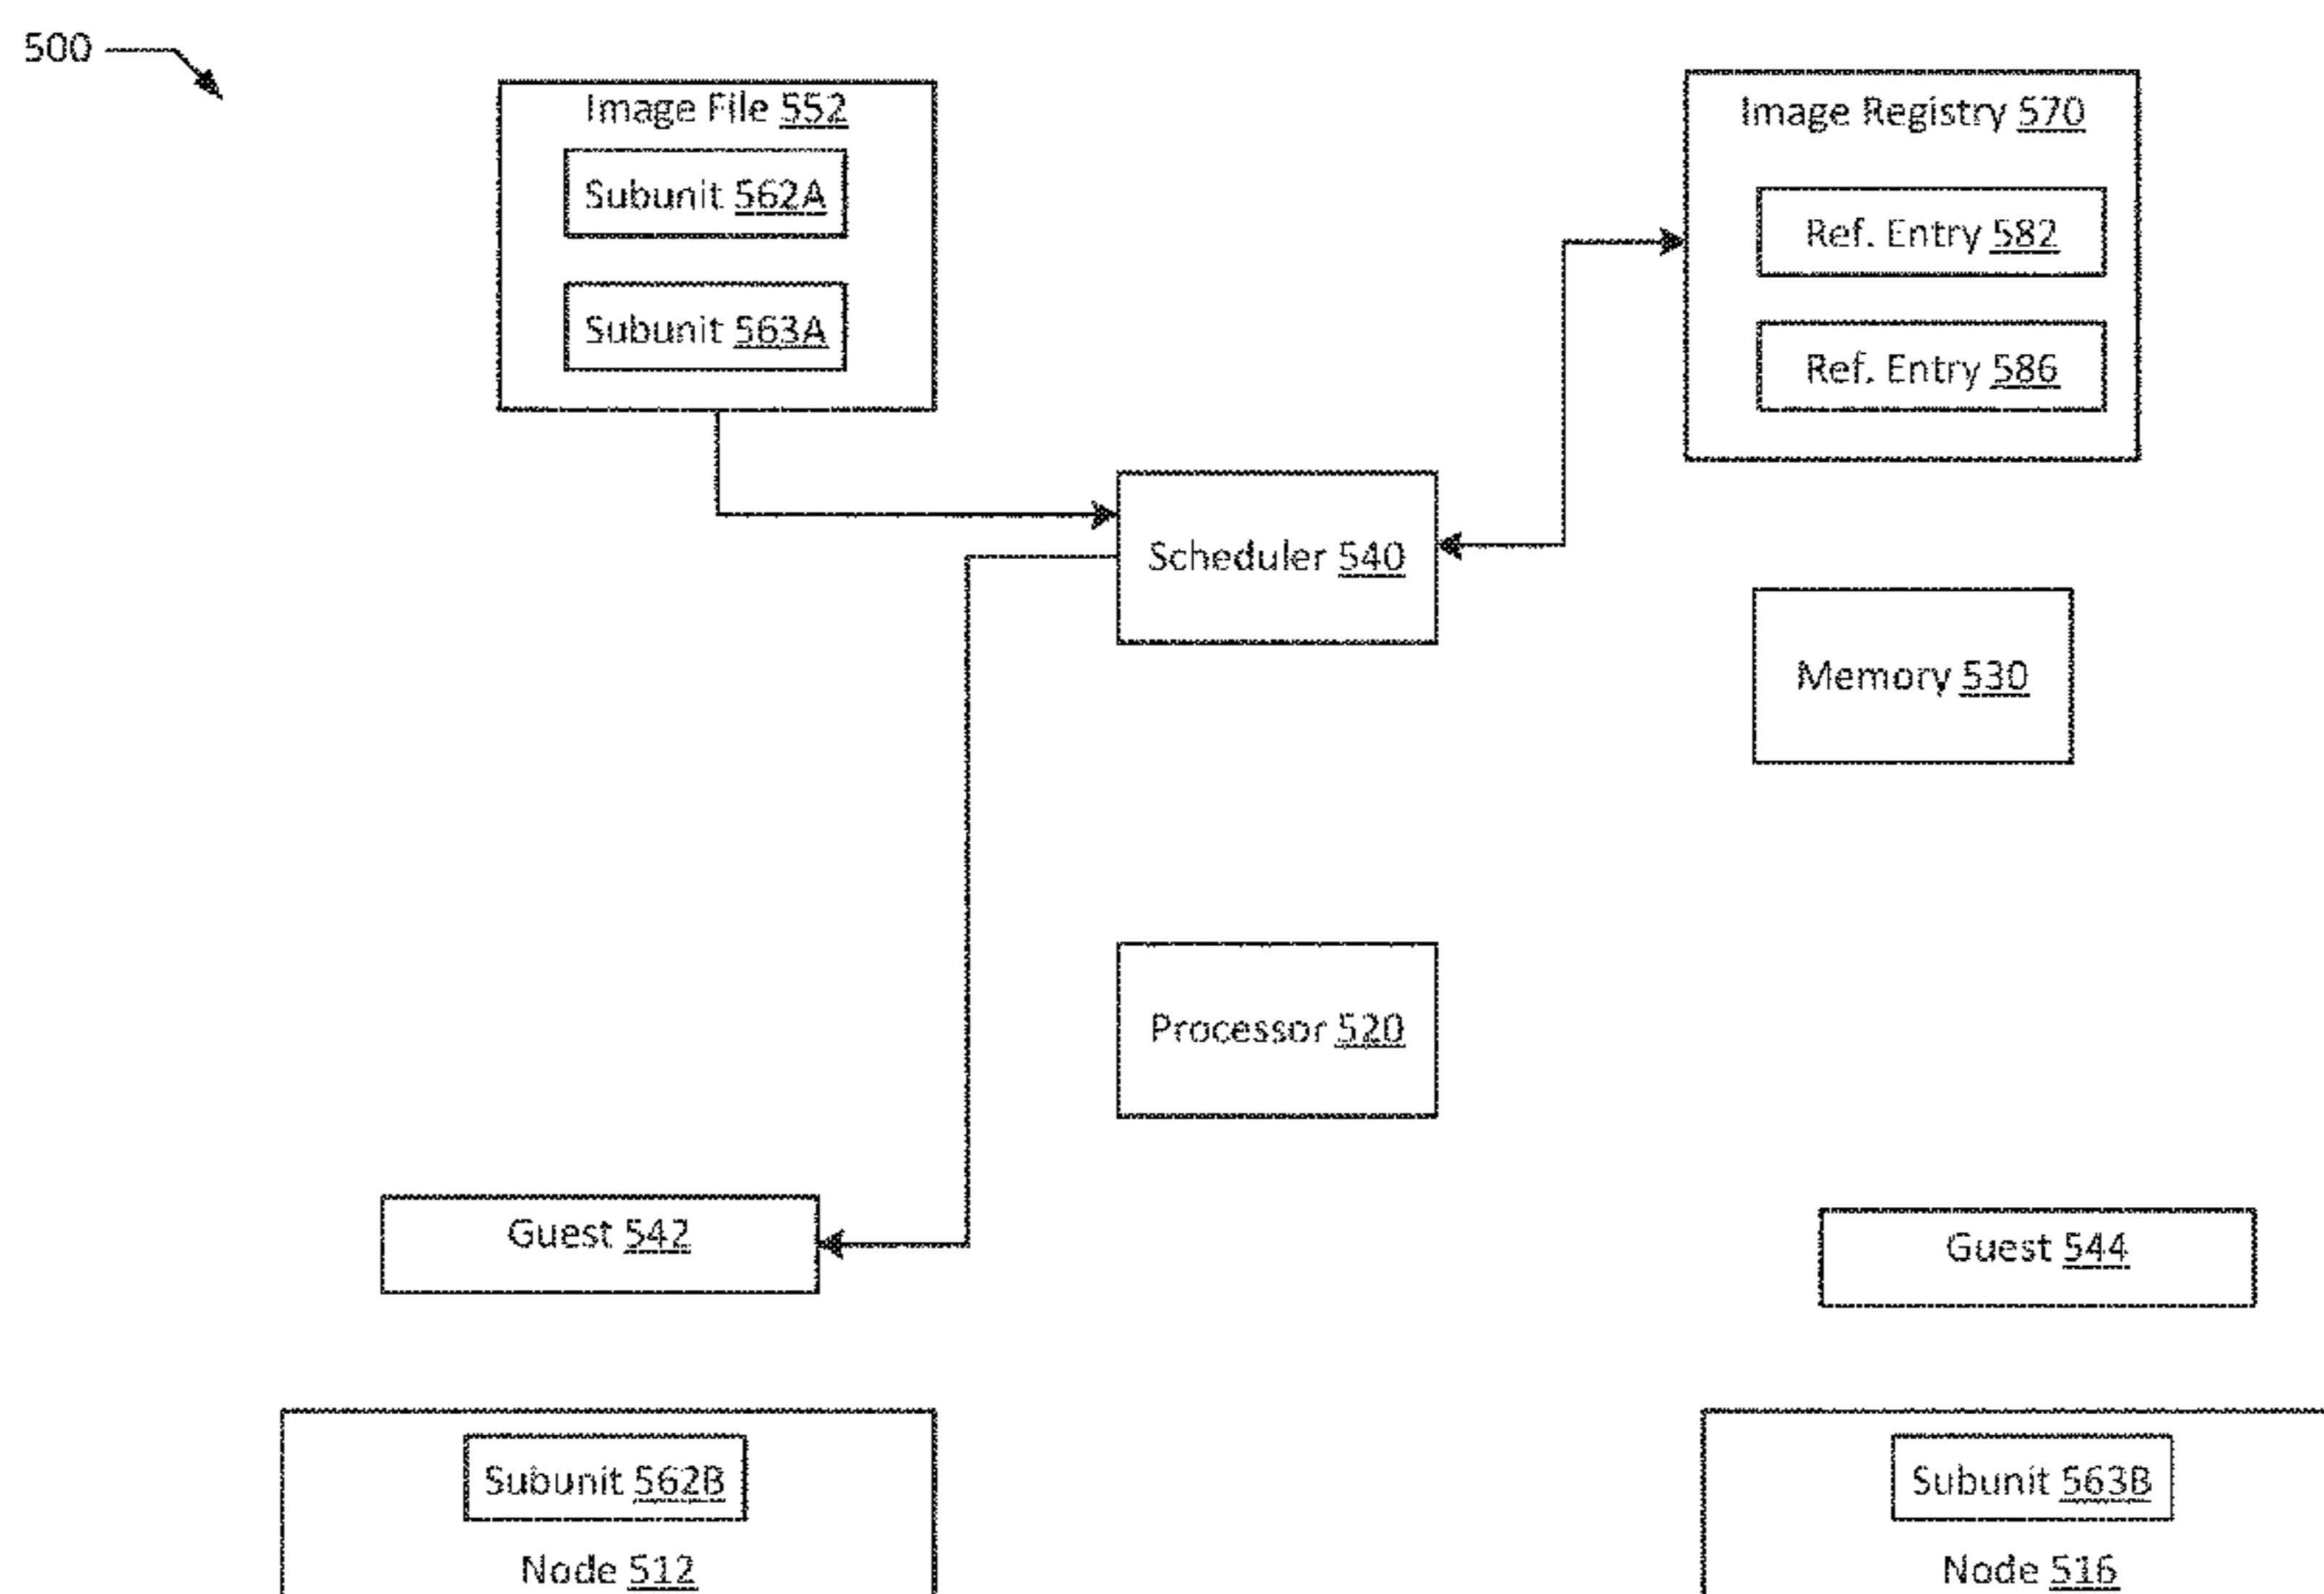 500
Image File 552
Subunit 562A
Subunit 563A
Image Registry 570
Ref. Entry 582
Ref. Entry 586
Scheduler 540
Memory 530
Processor 520
Guest 542
Guest 544
Subunit 562B
Node 512
Subunit 563B
Node 516